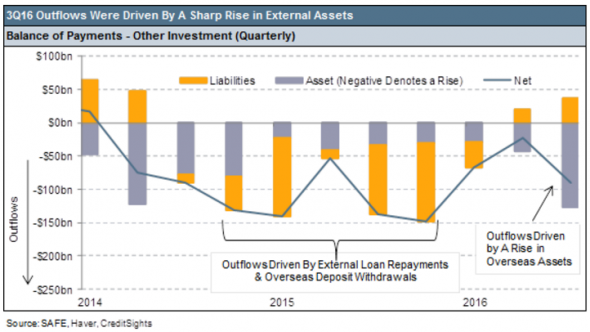 3Q16 Outflows Were Driven By A Sharp Rise in External Assets
Balance of Payments - Other Investment (Quarterly)
$100bn
$50bn
$0bn
-$50bn
-$100bn
-$150bn
-$200bn
-$250bn
Outflows
Liabilities
Asset (Negative Denotes a Rise)
Net
Outflows Driven By External Loan Repayments
& Overseas Deposit Withdrawals
Outflows Driven
by A Rise in
Overseas Assets
2014
2015
2016
Source: SAFE, Haver, CreditSights